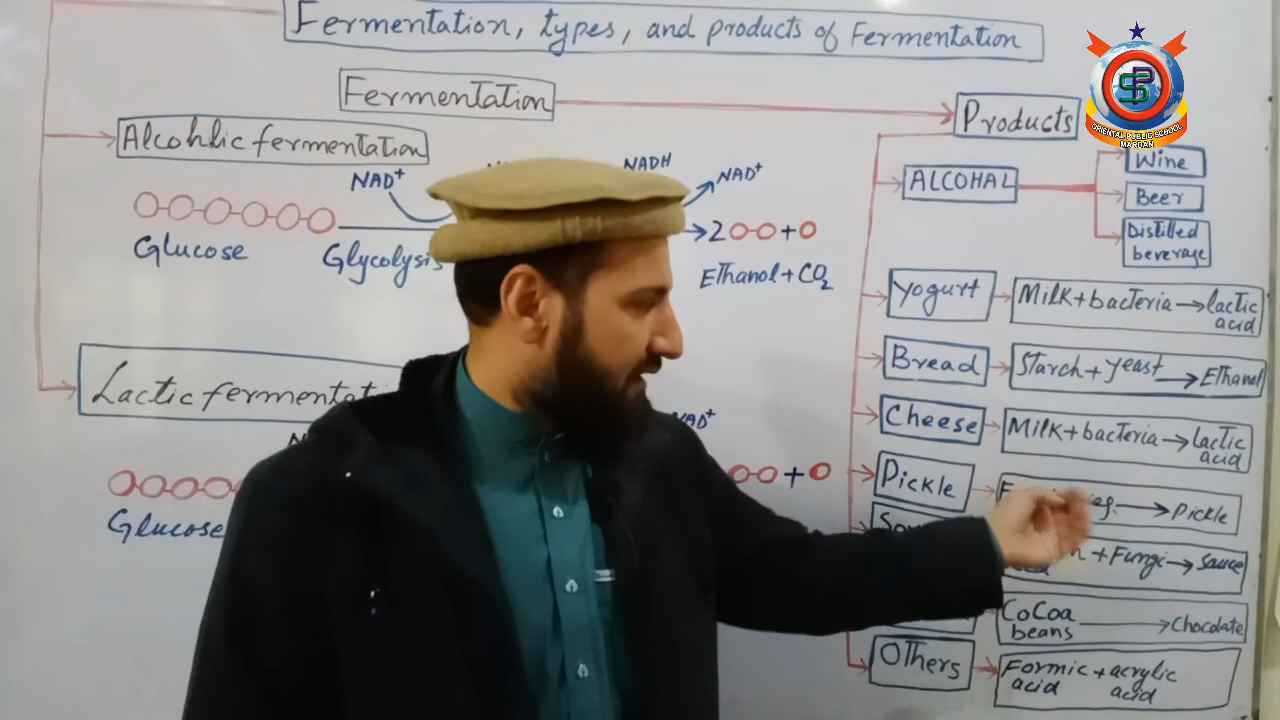 Fermentation, types, and products of Fermentation
Fermentation
Products
Alcohlic fermentation
NAD+
NADH
NAD+
Glucose
Glycolysis
2 +
Ethanol + CO2
ALCOHAL
Wine
Beer
Distilled
beverage
Yogurt
Milk+bacteria → lactic
acid
Bread
Starch + yeast → Ethanol
Cheese
Milk+bacteria → lactic
acid
Lactic
NAD+
+
Glucose
Pickle
→ Pickle
+ Fungi → Sauce
CoCoa
beans → Chocolate
Others
Formic + acrylic
acid acid
ORIENTAL PUBLIC SCHOOL
MARDAN